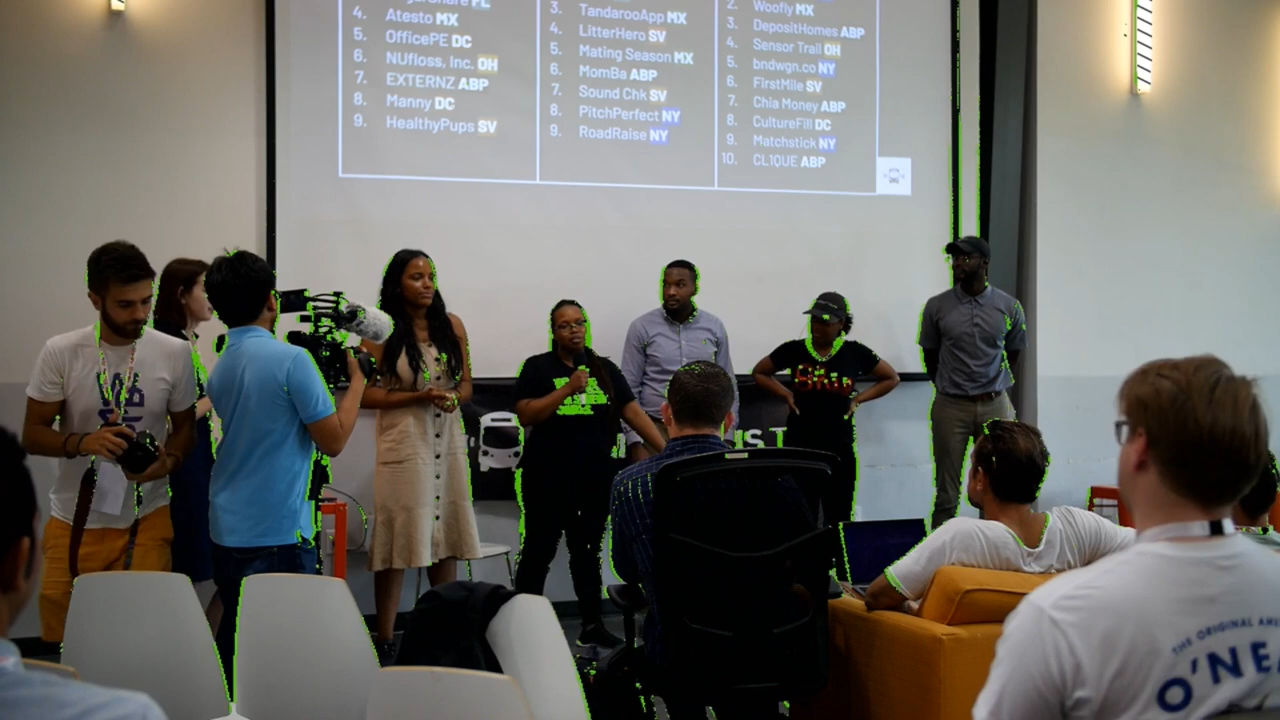 4. Atesto MX
5. OfficePE DC
6. NUfloss, Inc. OH
7. EXTERNZ ABP
8. Manny DC
9. HealthyPups SV
3. TandarooApp MX
4. LitterHero SV
5. Mating Season MX
6. MomBa ABP
7. Sound Chk SV
8. PitchPerfect NY
9. RoadRaise NY
2. Woofly MX
3. DepositHomes ABP
4. Sensor Trail OH
5. bndwgn.co NY
6. FirstMile SV
7. Chia Money ABP
8. CultureFill DC
9. Matchstick NY
10. CL1QUE ABP
IS T
THE ORIGINAL
O'NE